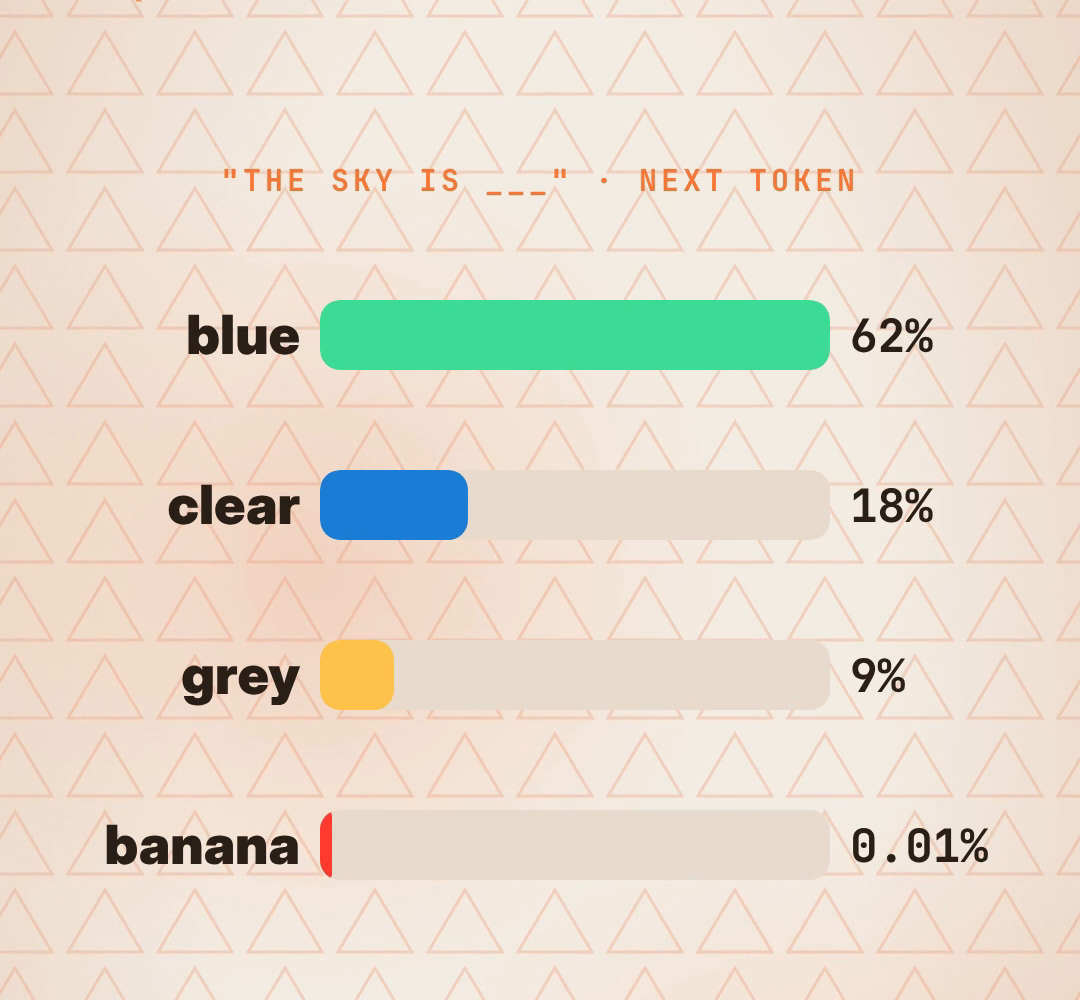 "THE SKY IS ___" · NEXT TOKEN
blue 62%
clear 18%
grey 9%
banana 0.01%